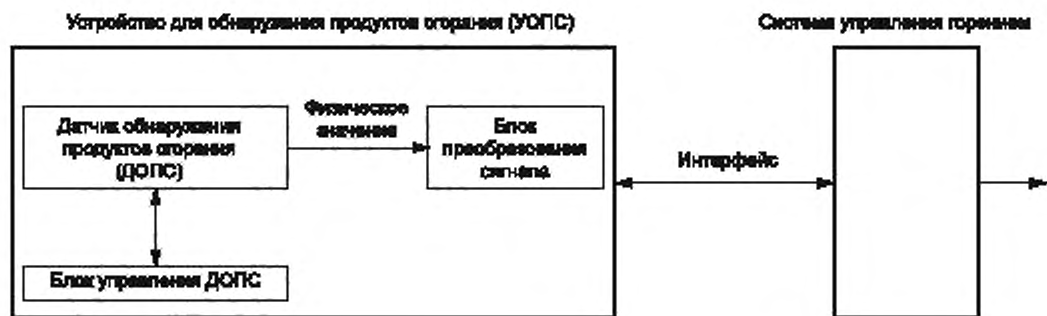 Устройство для обнаружения продуктов сгорания (УОПС)
Система управления горением
Датчик обнаружения
продуктов сгорания
(ДОПС)
Физическое
значение
Блок
преобразования
сигнала
Интерфейс
Блок управления ДОПС